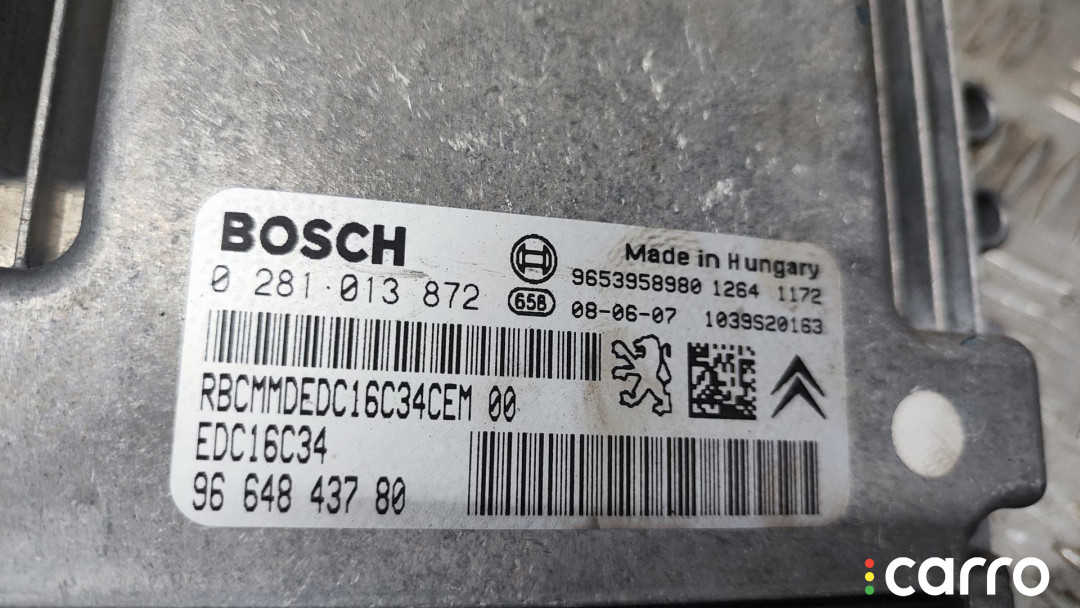 BOSCH
Made in Hungary
0 281 013 872
658
9653958980 1264 1172
08-06-07 1039S20163
RBCMMDEDC16C34CEM 00
EDC16C34
96 648 437 80
carro